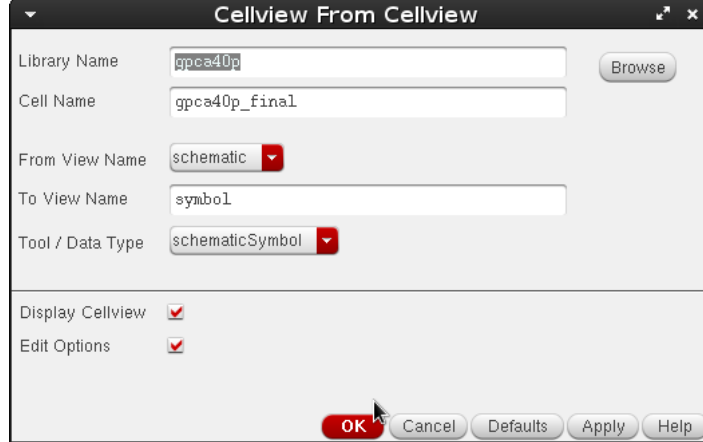 Cellview From Cellview
Library Name gpca40p Browse
Cell Name gpca40p_final
From View Name schematic
To View Name symbol
Tool / Data Type schematicSymbol
Display Cellview
Edit Options
OK Cancel Defaults Apply Help